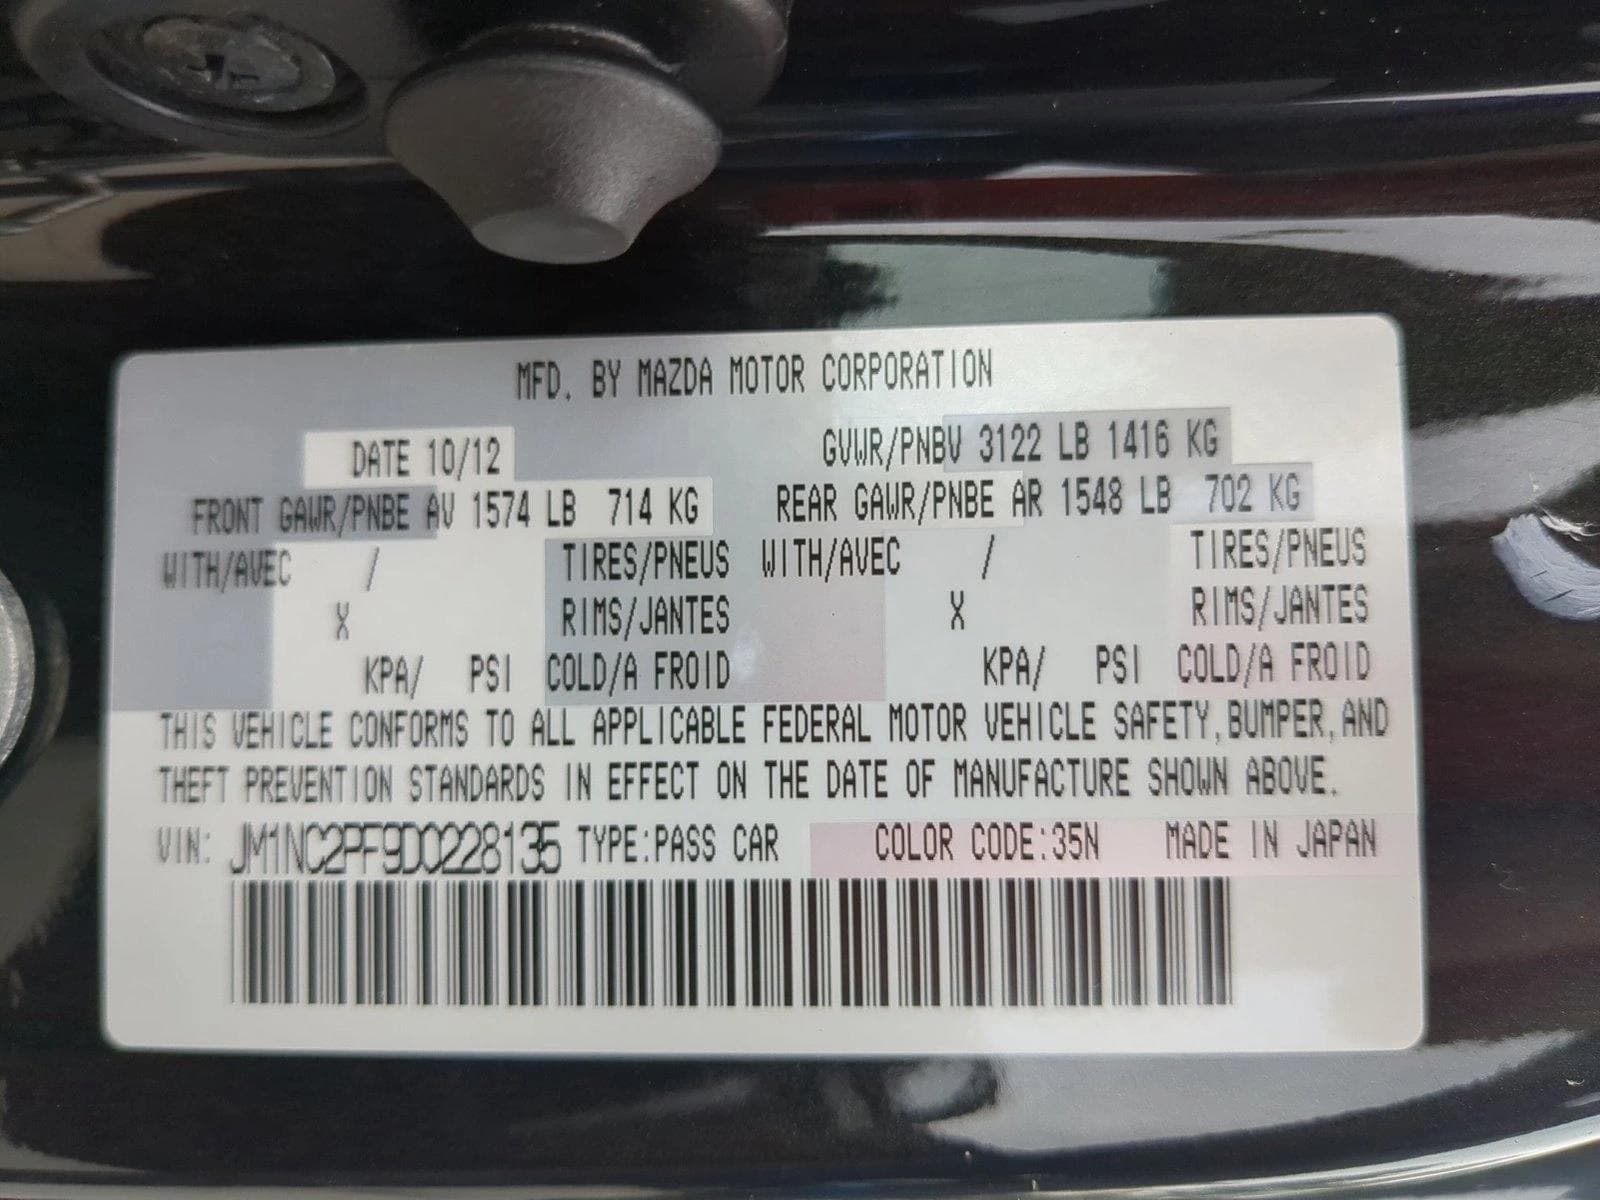 MFD. BY MAZDA MOTOR CORPORATION
DATE 10/12 GVWR/PNBV 3122 LB 1416 KG
FRONT GAWR/PNBE AV 1574 LB 714 KG REAR GAWR/PNBE AR 1548 LB 702 KG
WITH/AVEC / TIRES/PNEUS WITH/AVEC / TIRES/PNEUS
X RIMS/JANTES X RIMS/JANTES
KPA/ PSI COLD/A FROID KPA/ PSI COLD/A FROID
THIS VEHICLE CONFORMS TO ALL APPLICABLE FEDERAL MOTOR VEHICLE SAFETY, BUMPER, AND
THEFT PREVENTION STANDARDS IN EFFECT ON THE DATE OF MANUFACTURE SHOWN ABOVE.
VIN: JM1NC2PF9D0228135 TYPE:PASS CAR COLOR CODE:35N MADE IN JAPAN